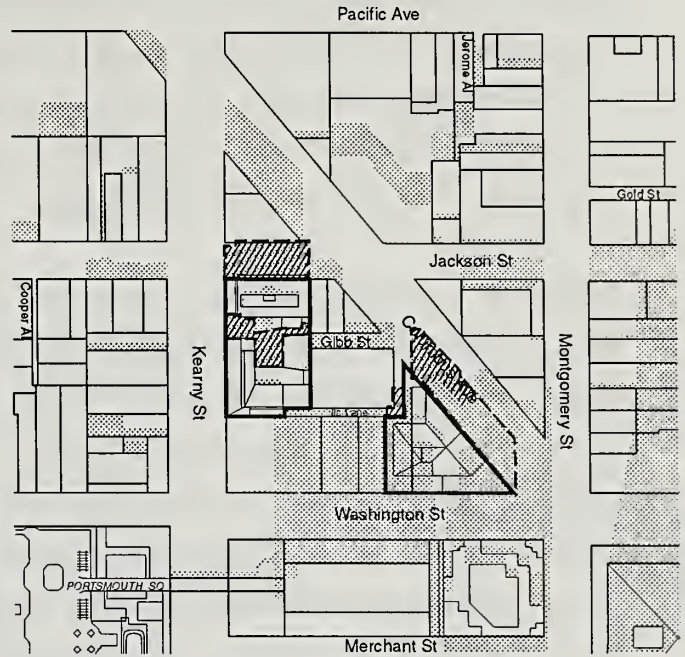 Pacific Ave
Jerome Al
Gold St
Jackson St
Cooper Al
Kearny St
Gibb St
Montgomery St
Washington St
PORTSMOUTH SQ
Merchant St